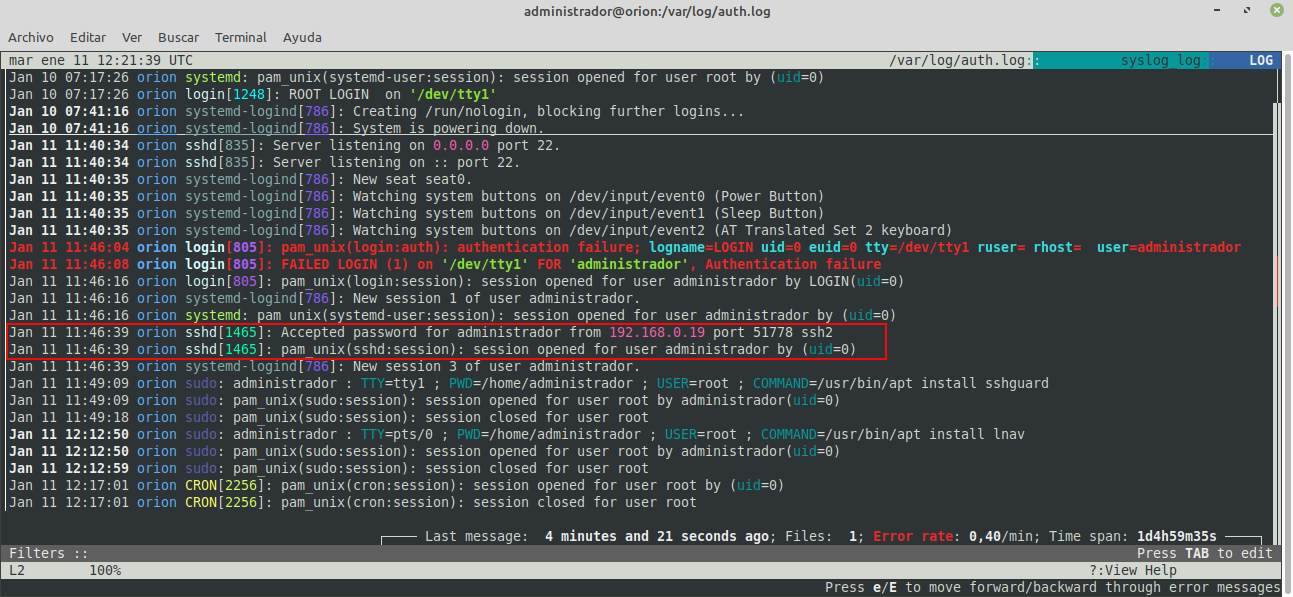 administrador@orion:/var/log/auth.log
Archivo Editar Ver Buscar Terminal Ayuda
mar ene 11 12:21:39 UTC /var/log/auth.log:: syslog_log: LOG
Jan 10 07:17:26 orion systemd: pam_unix(systemd-user:session): session opened for user root by (uid=0)
Jan 10 07:17:26 orion login[1248]: ROOT LOGIN  on '/dev/tty1'
Jan 10 07:41:16 orion systemd-logind[786]: Creating /run/nologin, blocking further logins...
Jan 10 07:41:16 orion systemd-logind[786]: System is powering down.
Jan 11 11:40:34 orion sshd[835]: Server listening on 0.0.0.0 port 22.
Jan 11 11:40:34 orion sshd[835]: Server listening on :: port 22.
Jan 11 11:40:35 orion systemd-logind[786]: New seat seat0.
Jan 11 11:40:35 orion systemd-logind[786]: Watching system buttons on /dev/input/event0 (Power Button)
Jan 11 11:40:35 orion systemd-logind[786]: Watching system buttons on /dev/input/event1 (Sleep Button)
Jan 11 11:40:35 orion systemd-logind[786]: Watching system buttons on /dev/input/event2 (AT Translated Set 2 keyboard)
Jan 11 11:46:04 orion login[805]: pam_unix(login:auth): authentication failure; logname=LOGIN uid=0 euid=0 tty=/dev/tty1 ruser= rhost=  user=administrador
Jan 11 11:46:08 orion login[805]: FAILED LOGIN (1) on '/dev/tty1' FOR 'administrador', Authentication failure
Jan 11 11:46:16 orion login[805]: pam_unix(login:session): session opened for user administrador by LOGIN(uid=0)
Jan 11 11:46:16 orion systemd-logind[786]: New session 1 of user administrador.
Jan 11 11:46:16 orion systemd: pam_unix(systemd-user:session): session opened for user administrador by (uid=0)
Jan 11 11:46:39 orion sshd[1465]: Accepted password for administrador from 192.168.0.19 port 51778 ssh2
Jan 11 11:46:39 orion sshd[1465]: pam_unix(sshd:session): session opened for user administrador by (uid=0)
Jan 11 11:46:39 orion systemd-logind[786]: New session 3 of user administrador.
Jan 11 11:49:09 orion sudo: administrador : TTY=tty1 ; PWD=/home/administrador ; USER=root ; COMMAND=/usr/bin/apt install sshguard
Jan 11 11:49:09 orion sudo: pam_unix(sudo:session): session opened for user root by administrador(uid=0)
Jan 11 11:49:18 orion sudo: pam_unix(sudo:session): session closed for user root
Jan 11 12:12:50 orion sudo: administrador : TTY=pts/0 ; PWD=/home/administrador ; USER=root ; COMMAND=/usr/bin/apt install lnav
Jan 11 12:12:50 orion sudo: pam_unix(sudo:session): session opened for user root by administrador(uid=0)
Jan 11 12:12:59 orion sudo: pam_unix(sudo:session): session closed for user root
Jan 11 12:17:01 orion CRON[2256]: pam_unix(cron:session): session opened for user root by (uid=0)
Jan 11 12:17:01 orion CRON[2256]: pam_unix(cron:session): session closed for user root
Last message:  4 minutes and 21 seconds ago; Files:  1; Error rate: 0,40/min; Time span: 1d4h59m35s
Filters :: Press TAB to edit
L2 100% ?:View Help
Press e/E to move forward/backward through error messages